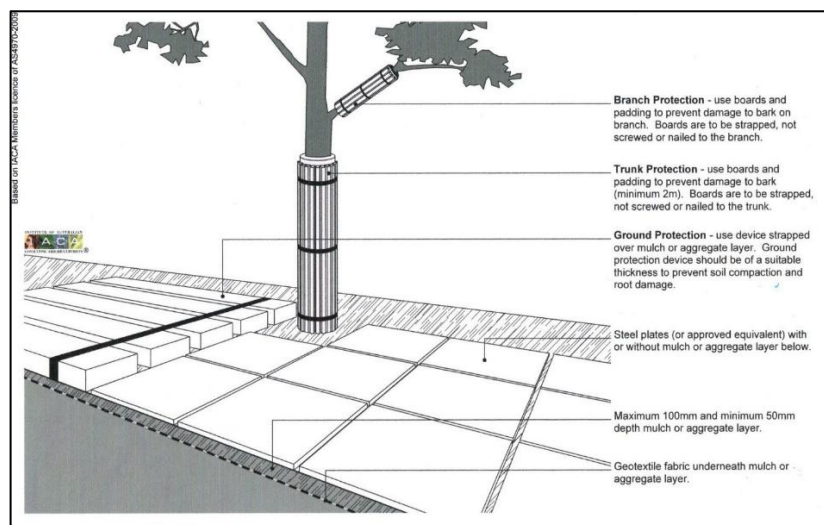 Based on IACA Members licence of AS4970-2009
Branch Protection - use boards and
padding to prevent damage to bark on
branch. Boards are to be strapped, not
screwed or nailed to the branch.
Trunk Protection - use boards and
padding to prevent damage to bark
(minimum 2m). Boards are to be strapped,
not screwed or nailed to the trunk.
INSTITUTE OF AUSTRALIAN
IACA
®
Ground Protection - use device strapped
over mulch or aggregate layer. Ground
protection device should be of a suitable
thickness to prevent soil compaction and
root damage.
Steel plates (or approved equivalent) with
or without mulch or aggregate layer below.
Maximum 100mm and minimum 50mm
depth mulch or aggregate layer.
Geotextile fabric underneath mulch or
aggregate layer.